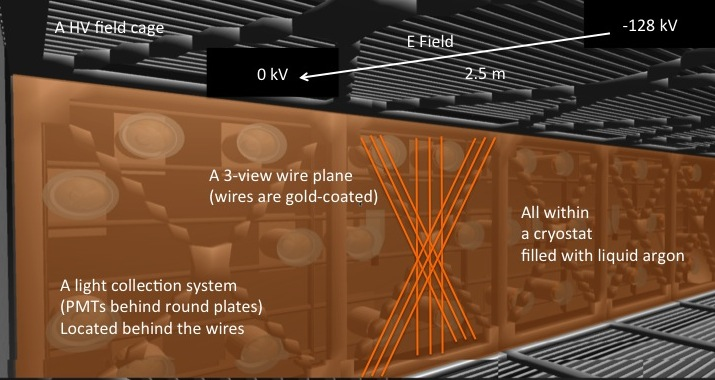 A HV field cage
-128 kV
E Field
0 kV
2.5 m
A 3-view wire plane
(wires are gold-coated)
All within
a cryostat
filled with liquid argon
A light collection system
(PMTs behind round plates)
Located behind the wires